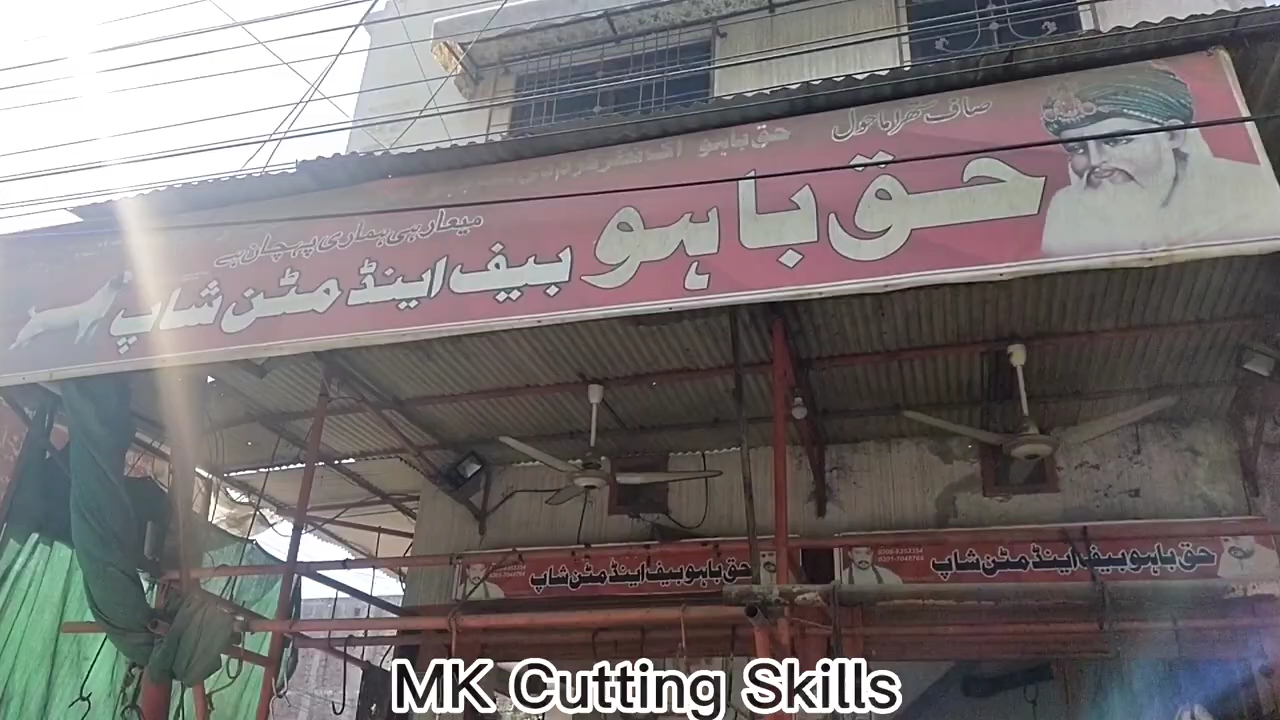 صاف ستھرا ماحول
حق باہو
حق باہو بیف اینڈ مٹن شاپ
میعار ہی ہماری پہچان ہے
حق باہو بیف اینڈ مٹن شاپ
حق باہو بیف اینڈ مٹن شاپ
MK Cutting Skills